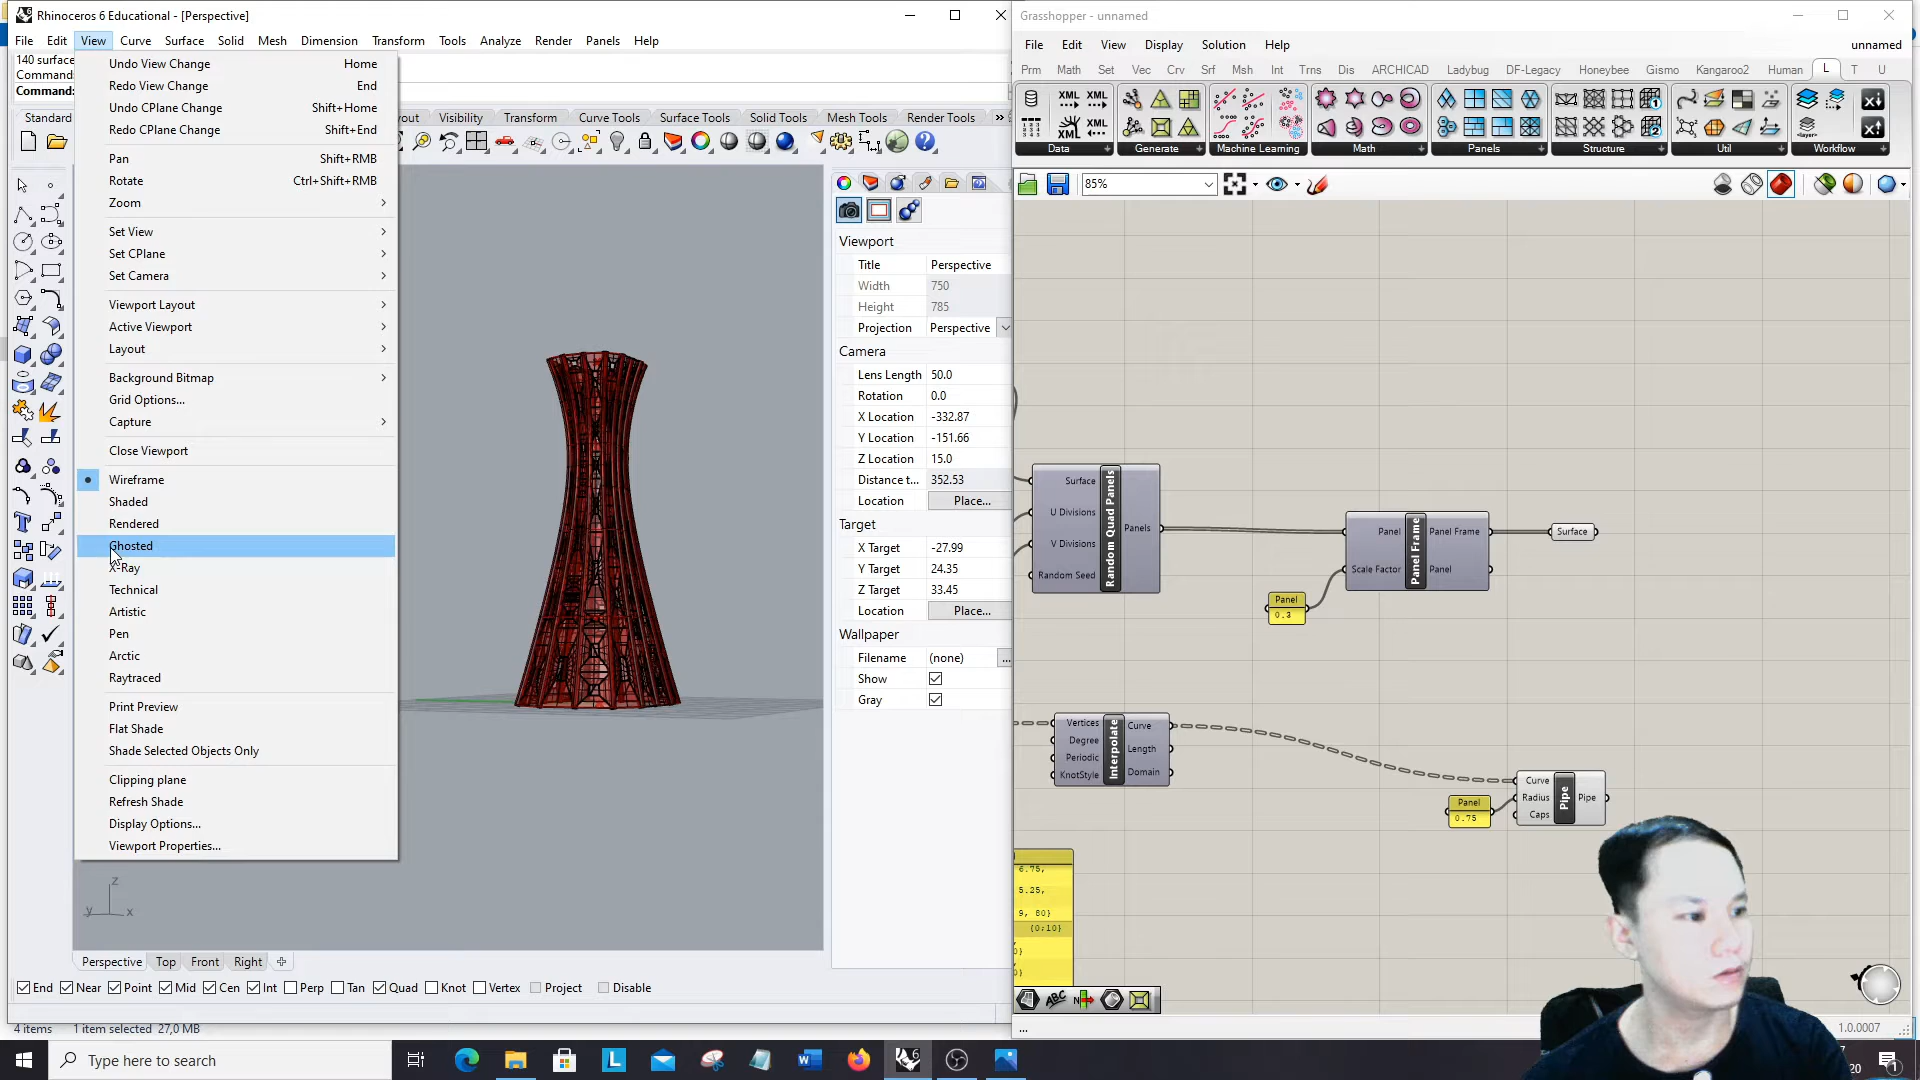 Rhinoceros 6 Educational - [Perspective]
File Edit View Curve Surface Solid Mesh Dimension Transform Tools Analyze Render Panels Help
140 surface
Command:
Command:
Standard
Visibility Transform Curve Tools Surface Tools Solid Tools Mesh Tools Render Tools
Undo View Change Home
Redo View Change End
Undo CPlane Change Shift+Home
Redo CPlane Change Shift+End
Pan Shift+RMB
Rotate Ctrl+Shift+RMB
Zoom
Set View
Set CPlane
Set Camera
Viewport Layout
Active Viewport
Layout
Background Bitmap
Grid Options...
Capture
Close Viewport
Wireframe
Shaded
Rendered
Ghosted
X-Ray
Technical
Artistic
Pen
Arctic
Raytraced
Print Preview
Flat Shade
Shade Selected Objects Only
Clipping plane
Refresh Shade
Display Options...
Viewport Properties...
z
y x
Perspective Top Front Right
End Near Point Mid Cen Int Perp Tan Quad Knot Vertex Project Disable
4 items 1 item selected 27,0 MB
Viewport
Title Perspective
Width 750
Height 785
Projection Perspective
Camera
Lens Length 50.0
Rotation 0.0
X Location -332.87
Y Location -151.66
Z Location 15.0
Distance t... 352.53
Location Place...
Target
X Target -27.99
Y Target 24.35
Z Target 33.45
Location Place...
Wallpaper
Filename (none) ...
Show
Gray
Grasshopper - unnamed
File Edit View Display Solution Help unnamed
Prm Math Set Vec Crv Srf Msh Int Trns Dis ARCHICAD Ladybug DF-Legacy Honeybee Gismo Kangaroo2 Human L T U
Data Generate Machine Learning Math Panels Structure Util Workflow
85%
Surface
U Divisions
V Divisions
Random Seed
Random Quad Panels
Panels
Panel
Scale Factor
Panel Frame
Panel Frame
Panel
Surface
Panel
0.3
Vertices
Degree
Periodic
KnotStyle
Interpolate
Curve
Length
Domain
Panel
0.75
Curve
Radius
Caps
Pipe
Pipe
6.75,
5.25,
9, 80}
{0;10}
...
1.0.0007
Type here to search